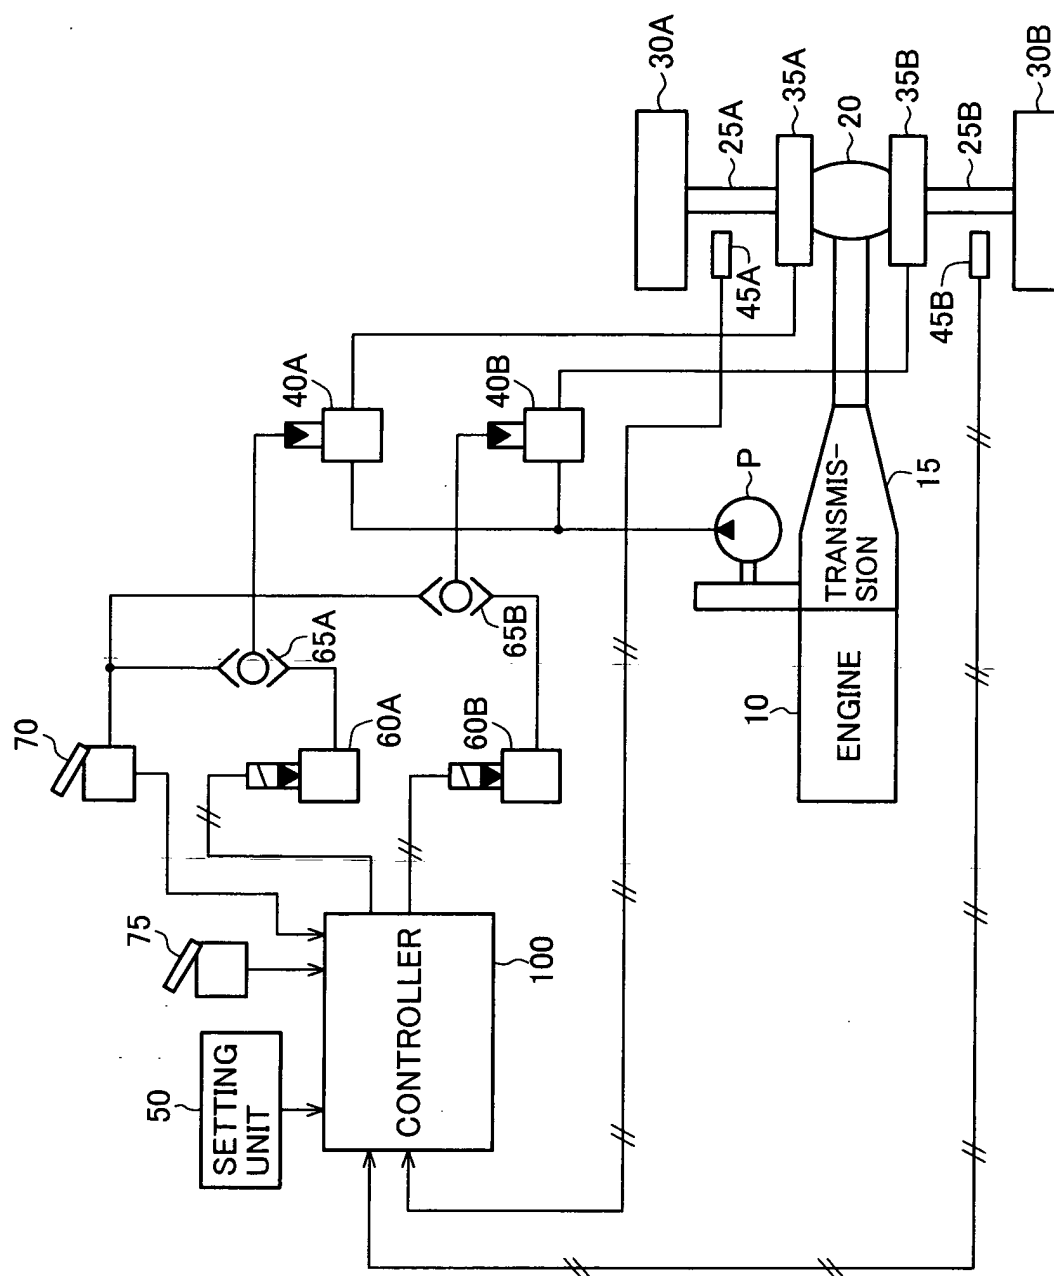 50
SETTING
UNIT
75
70
CONTROLLER
100
60A
60B
65A
65B
40A
40B
P
10
ENGINE
TRANSMIS-
SION
15
45A
45B
30A
25A
35A
20
35B
25B
30B